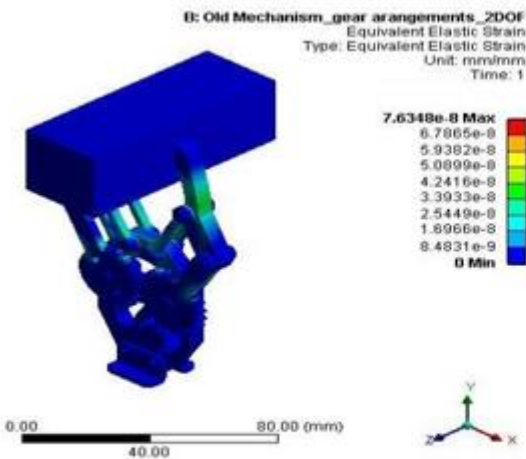 B: Old Mechanism_gear arangements_2DOF
Equivalent Elastic Strain
Type: Equivalent Elastic Strain
Unit: mm/mm
Time: 1
7.6348e-8 Max
6.7865e-8
5.9382e-8
5.0899e-8
4.2416e-8
3.3933e-8
2.5449e-8
1.6966e-8
8.4831e-9
0 Min
0.00
80.00 (mm)
40.00
Y
Z
X